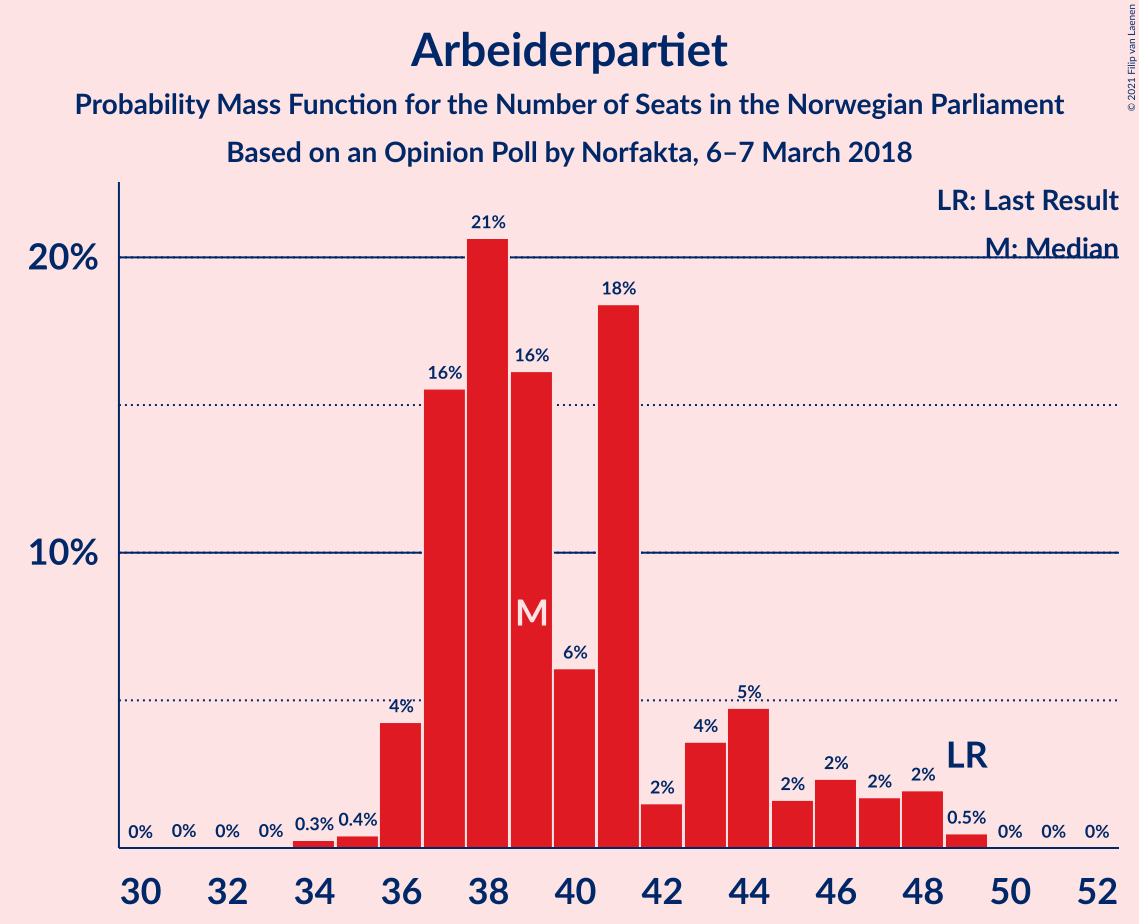 Arbeiderpartiet
Probability Mass Function for the Number of Seats in the Norwegian Parliament
Based on an Opinion Poll by Norfakta, 6–7 March 2018
© 2021 Filip van Laenen
LR: Last Result
M: Median
20%
10%
0%
0%
0%
0%
0.3%
0.4%
4%
16%
21%
16%
6%
18%
2%
4%
5%
2%
2%
2%
2%
0.5%
0%
0%
0%
M
LR
30 32 34 36 38 40 42 44 46 48 50 52